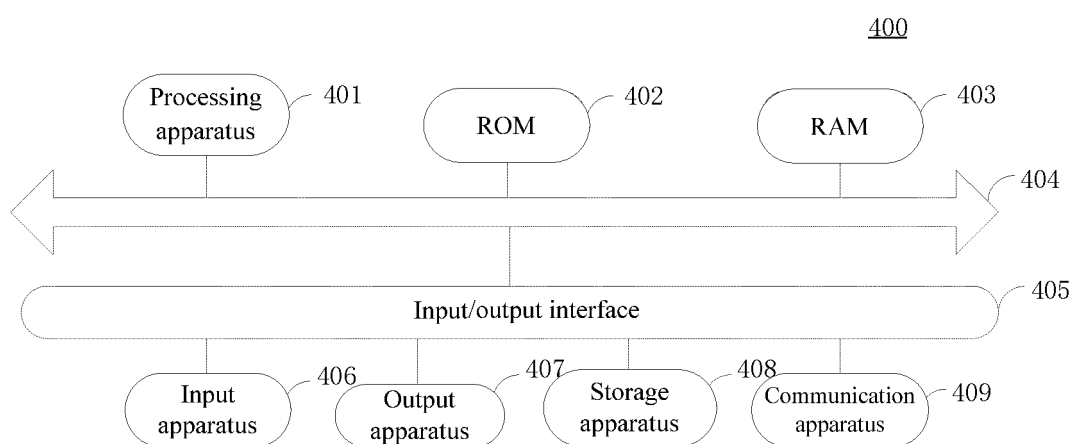 400
Processing
apparatus
401
ROM
402
RAM
403
404
Input/output interface
405
Input
apparatus
406
Output
apparatus
407
Storage
apparatus
408
Communication
apparatus
409